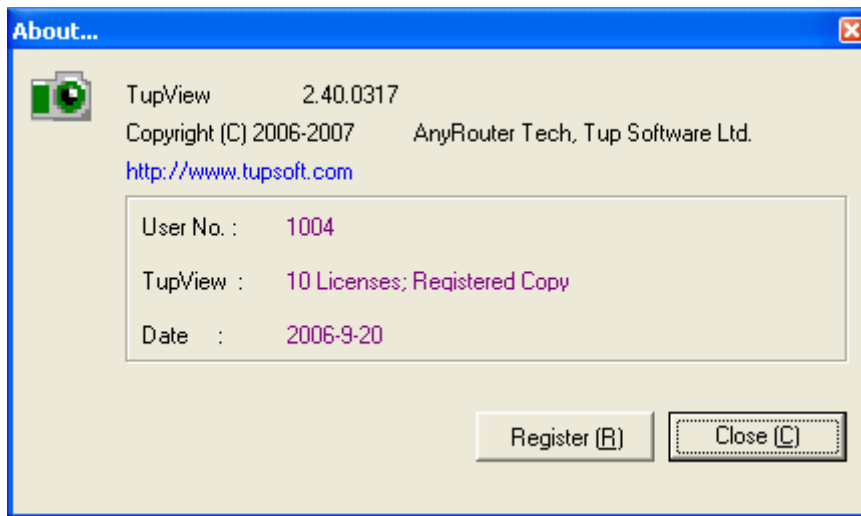 About...
TupView 2.40.0317
Copyright (C) 2006-2007 AnyRouter Tech, Tup Software Ltd.
http://www.tupsoft.com
User No. : 1004
TupView : 10 Licenses; Registered Copy
Date : 2006-9-20
Register (R) Close (C)